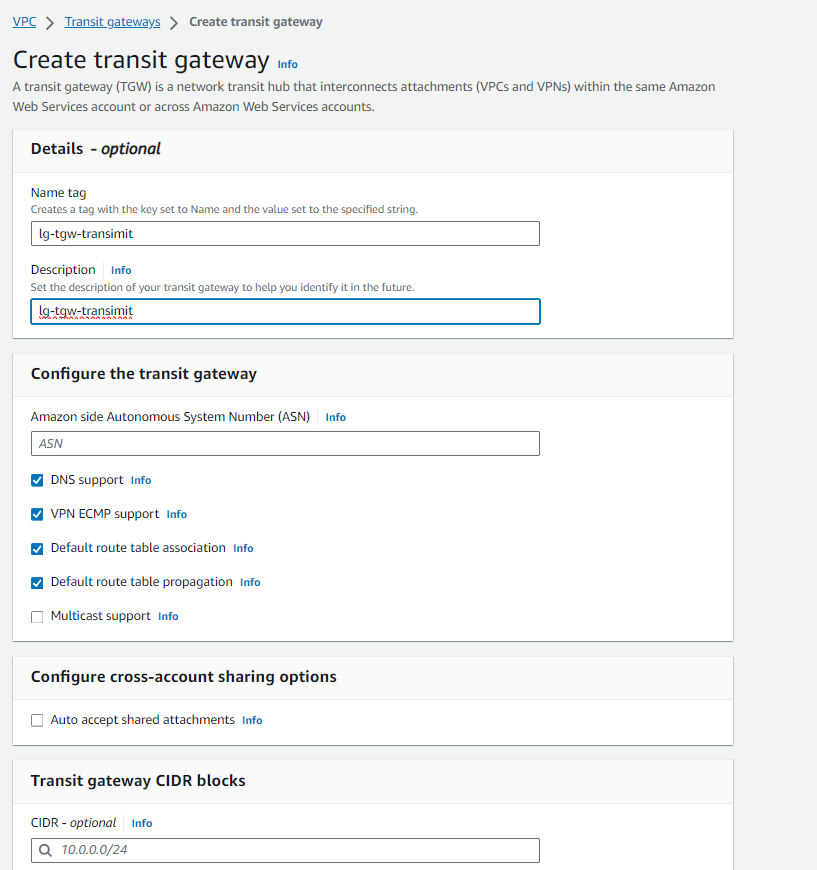 VPC > Transit gateways > Create transit gateway
Create transit gateway Info
A transit gateway (TGW) is a network transit hub that interconnects attachments (VPCs and VPNs) within the same Amazon
Web Services account or across Amazon Web Services accounts.
Details - optional
Name tag
Creates a tag with the key set to Name and the value set to the specified string.
lg-tgw-transimit
Description Info
Set the description of your transit gateway to help you identify it in the future.
lg-tgw-transimit
Configure the transit gateway
Amazon side Autonomous System Number (ASN) Info
ASN
DNS support Info
VPN ECMP support Info
Default route table association Info
Default route table propagation Info
Multicast support Info
Configure cross-account sharing options
Auto accept shared attachments Info
Transit gateway CIDR blocks
CIDR - optional Info
10.0.0.0/24